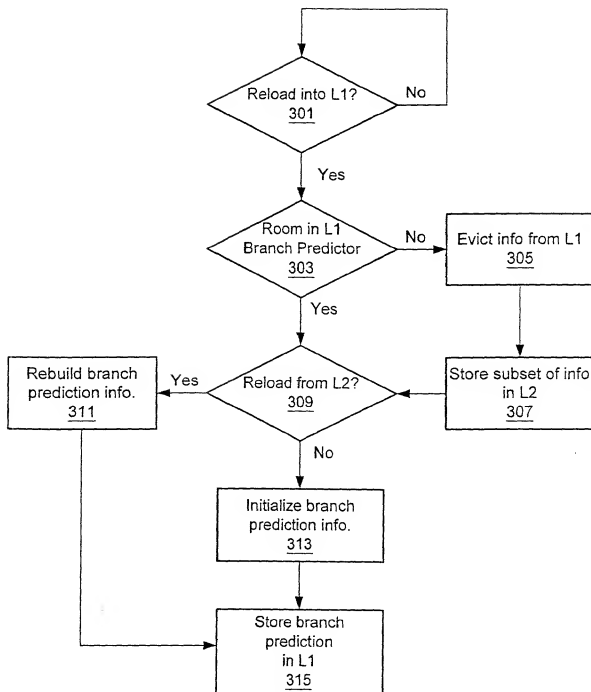 Reload into L1?
301
No
Yes
Room in L1
Branch Predictor
303
No
Evict info from L1
305
Yes
Rebuild branch
prediction info.
311
Yes
Reload from L2?
309
Store subset of info
in L2
307
No
Initialize branch
prediction info.
313
Store branch
prediction
in L1
315